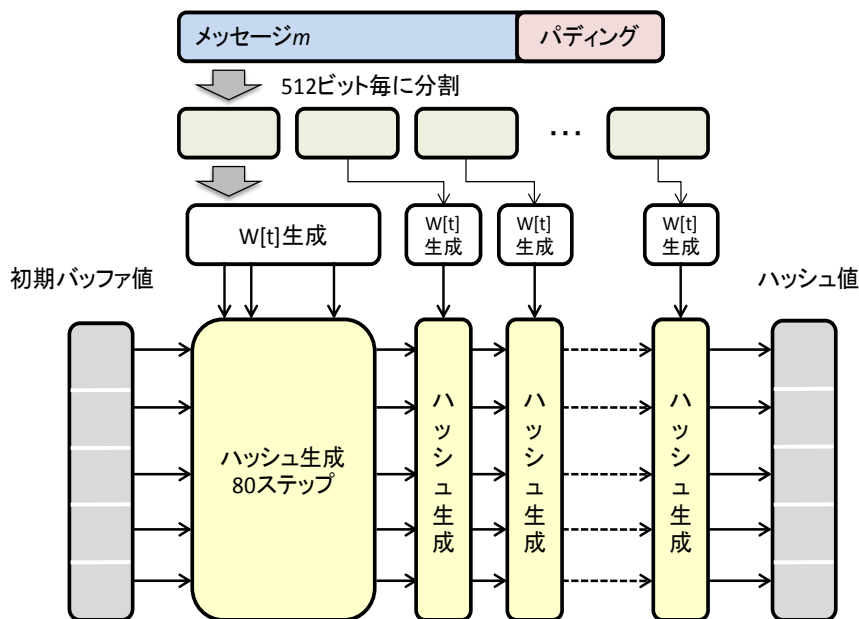 メッセージm
パディング
512ビット毎に分割
…
W[t]生成
W[t]
生成
W[t]
生成
W[t]
生成
初期バッファ値
ハッシュ値
ハッシュ生成
80ステップ
ハッシュ生成
ハッシュ生成
ハッシュ生成